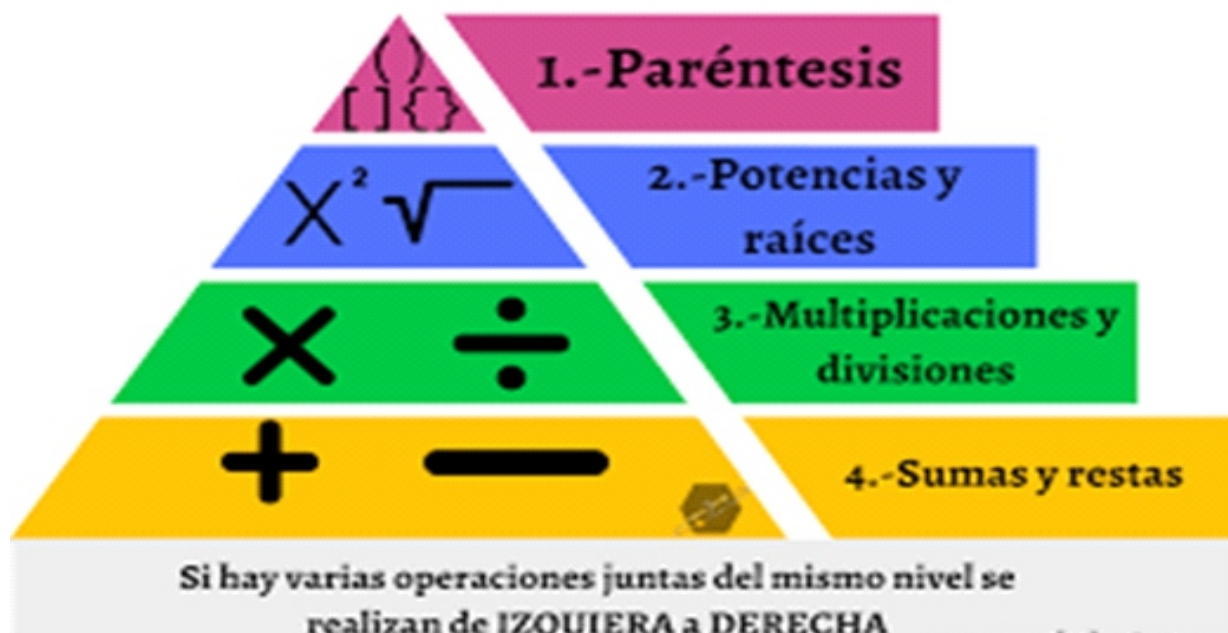 ( )
[ ] { }
1.-Paréntesis
X² √
2.-Potencias y
raíces
× ÷
3.-Multiplicaciones y
divisiones
+ −
4.-Sumas y restas
Si hay varias operaciones juntas del mismo nivel se
realizan de IZQUIERA a DERECHA